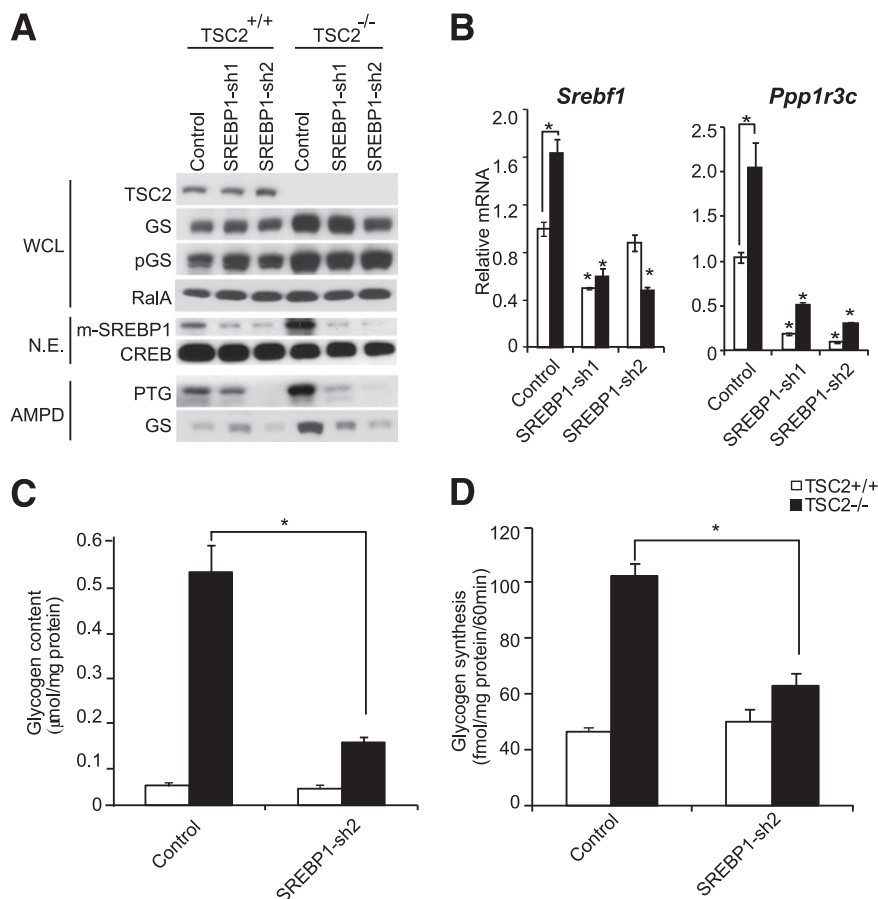 A
TSC2+/+ TSC2-/-
Control SREBP1-sh1 SREBP1-sh2 Control SREBP1-sh1 SREBP1-sh2
WCL
TSC2
GS
pGS
RalA
N.E.
m-SREBP1
CREB
AMPD
PTG
GS
B
Srebf1
Relative mRNA
2.0
1.6
1.2
0.8
0.4
0
* * * *
Control SREBP1-sh1 SREBP1-sh2
Ppp1r3c
2.5
2.0
1.5
1.0
0.5
0
* * * * *
Control SREBP1-sh1 SREBP1-sh2
C
Glycogen content
(μmol/mg protein)
0.6
0.5
0.4
0.3
0.2
0.1
0
*
Control SREBP1-sh2
D
TSC2+/+
TSC2-/-
Glycogen synthesis
(fmol/mg protein/60min)
120
100
80
60
40
20
0
*
Control SREBP1-sh2